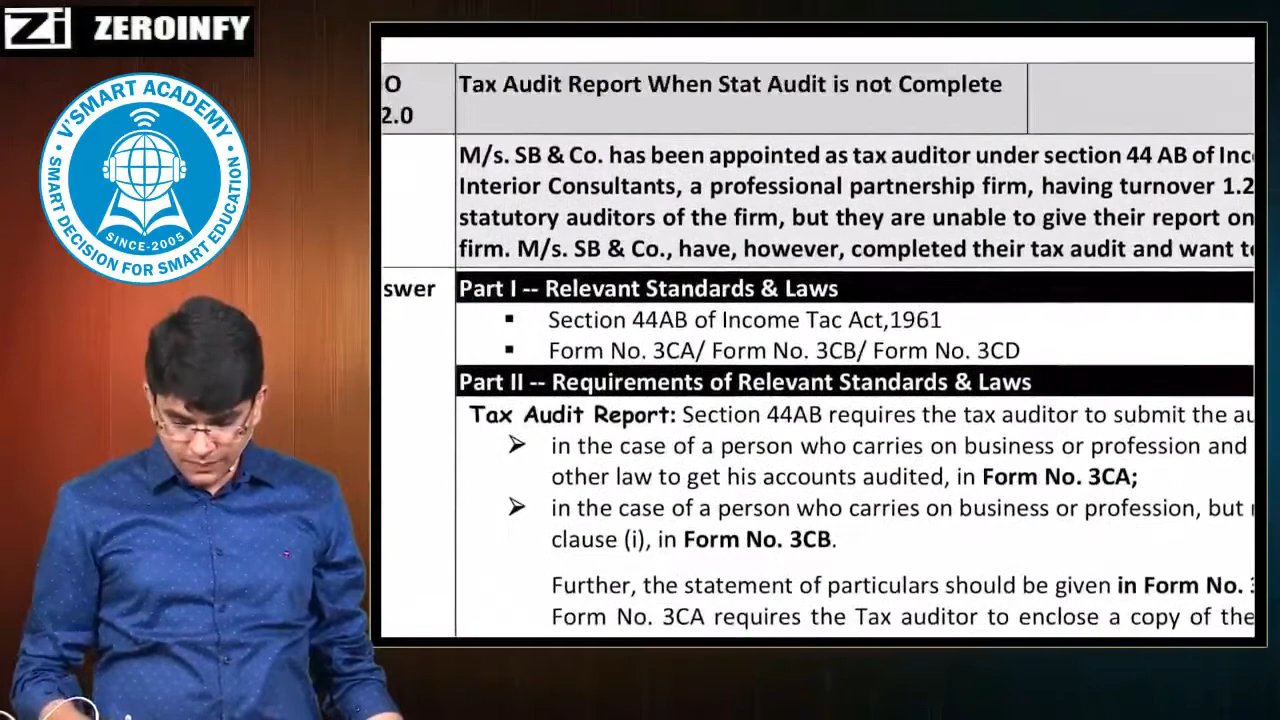 Zi ZEROINFY
V'SMART ACADEMY
SMART DECISION FOR SMART EDUCATION
SINCE-2005
O
2.0
Tax Audit Report When Stat Audit is not Complete
M/s. SB & Co. has been appointed as tax auditor under section 44 AB of
Interior Consultants, a professional partnership firm, having turnover 1.2
statutory auditors of the firm, but they are unable to give their report on
firm. M/s. SB & Co., have, however, completed their tax audit and want
swer
Part I -- Relevant Standards & Laws
▪ Section 44AB of Income Tac Act,1961
▪ Form No. 3CA/ Form No. 3CB/ Form No. 3CD
Part II -- Requirements of Relevant Standards & Laws
Tax Audit Report: Section 44AB requires the tax auditor to submit the
➢ in the case of a person who carries on business or profession and
other law to get his accounts audited, in Form No. 3CA;
➢ in the case of a person who carries on business or profession, but
clause (i), in Form No. 3CB.
Further, the statement of particulars should be given in Form No.
Form No. 3CA requires the Tax auditor to enclose a copy of the